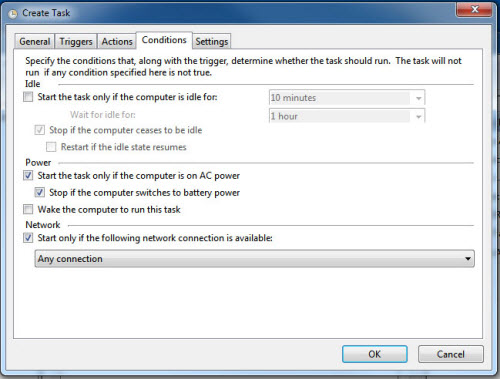 Create Task
General Triggers Actions Conditions Settings
Specify the conditions that, along with the trigger, determine whether the task should run. The task will not
run if any condition specified here is not true.
Idle
Start the task only if the computer is idle for: 10 minutes
Wait for idle for: 1 hour
Stop if the computer ceases to be idle
Restart if the idle state resumes
Power
Start the task only if the computer is on AC power
Stop if the computer switches to battery power
Wake the computer to run this task
Network
Start only if the following network connection is available:
Any connection
OK Cancel